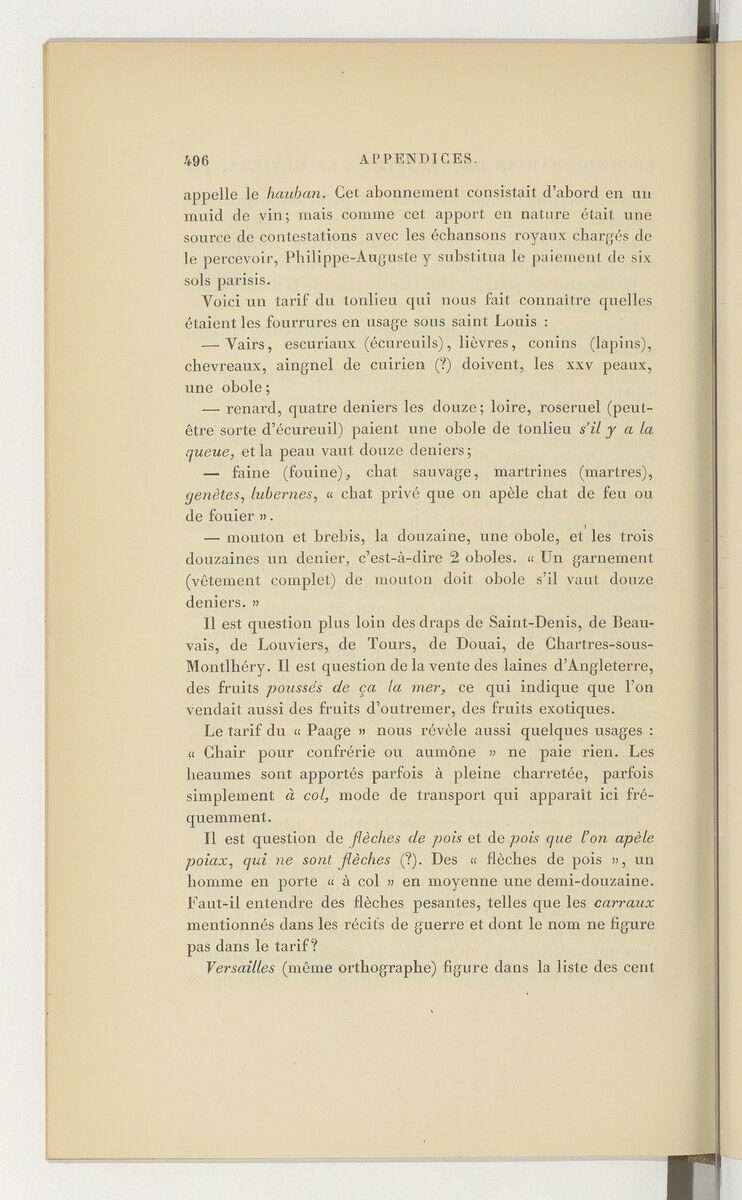 496 APPENDICES.
appelle le hauban. Cet abonnement consistait d'abord en un
muid de vin; mais comme cet apport en nature était une
source de contestations avec les échansons royaux chargés de
le percevoir, Philippe-Auguste y substitua le paiement de six
sols parisis.
Voici un tarif du tonlieu qui nous fait connaître quelles
étaient les fourrures en usage sous saint Louis :
— Vairs, escuriaux (écureuils), lièvres, conins (lapins),
chevreaux, aingnel de cuirien (?) doivent, les xxv peaux,
une obole;
— renard, quatre deniers les douze; loire, roseruel (peut-
être sorte d'écureuil) paient une obole de tonlieu s'il y a la
queue, et la peau vaut douze deniers;
— faine (fouine), chat sauvage, martrines (martres),
genètes, lubernes, « chat privé que on apèle chat de feu ou
de fouier ».
— mouton et brebis, la douzaine, une obole, et les trois
douzaines un denier, c'est-à-dire 2 oboles. « Un garnement
(vêtement complet) de mouton doit obole s'il vaut douze
deniers. »
Il est question plus loin des draps de Saint-Denis, de Beau-
vais, de Louviers, de Tours, de Douai, de Chartres-sous-
Montlhéry. Il est question de la vente des laines d'Angleterre,
des fruits poussés de ça la mer, ce qui indique que l'on
vendait aussi des fruits d'outremer, des fruits exotiques.
Le tarif du « Paage » nous révèle aussi quelques usages :
« Chair pour confrérie ou aumône » ne paie rien. Les
heaumes sont apportés parfois à pleine charretée, parfois
simplement à col, mode de transport qui apparaît ici fré-
quemment.
Il est question de flèches de pois et de pois que l'on apèle
poiax, qui ne sont flèches (?). Des « flèches de pois », un
homme en porte « à col » en moyenne une demi-douzaine.
Faut-il entendre des flèches pesantes, telles que les carraux
mentionnés dans les récits de guerre et dont le nom ne figure
pas dans le tarif?
Versailles (même orthographe) figure dans la liste des cent